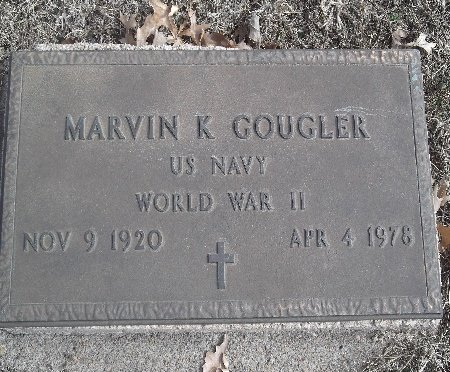 MARVIN K GOUGLER
US NAVY
WORLD WAR II
NOV 9 1920 APR 4 1978